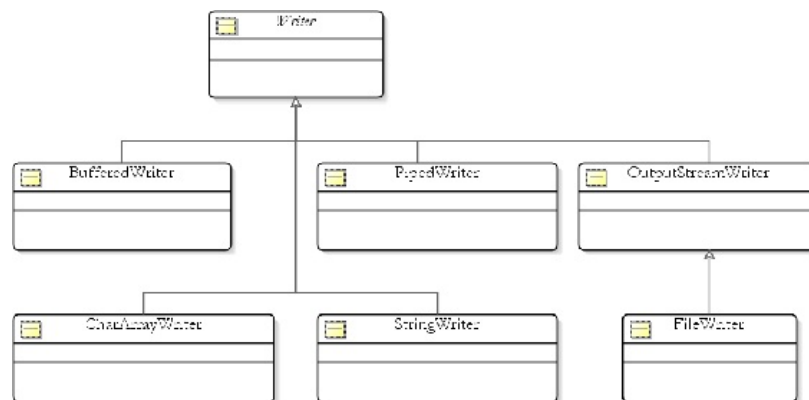 Writer
BufferedWriter
PipedWriter
OutputStreamWriter
CharArrayWriter
StringWriter
FileWriter